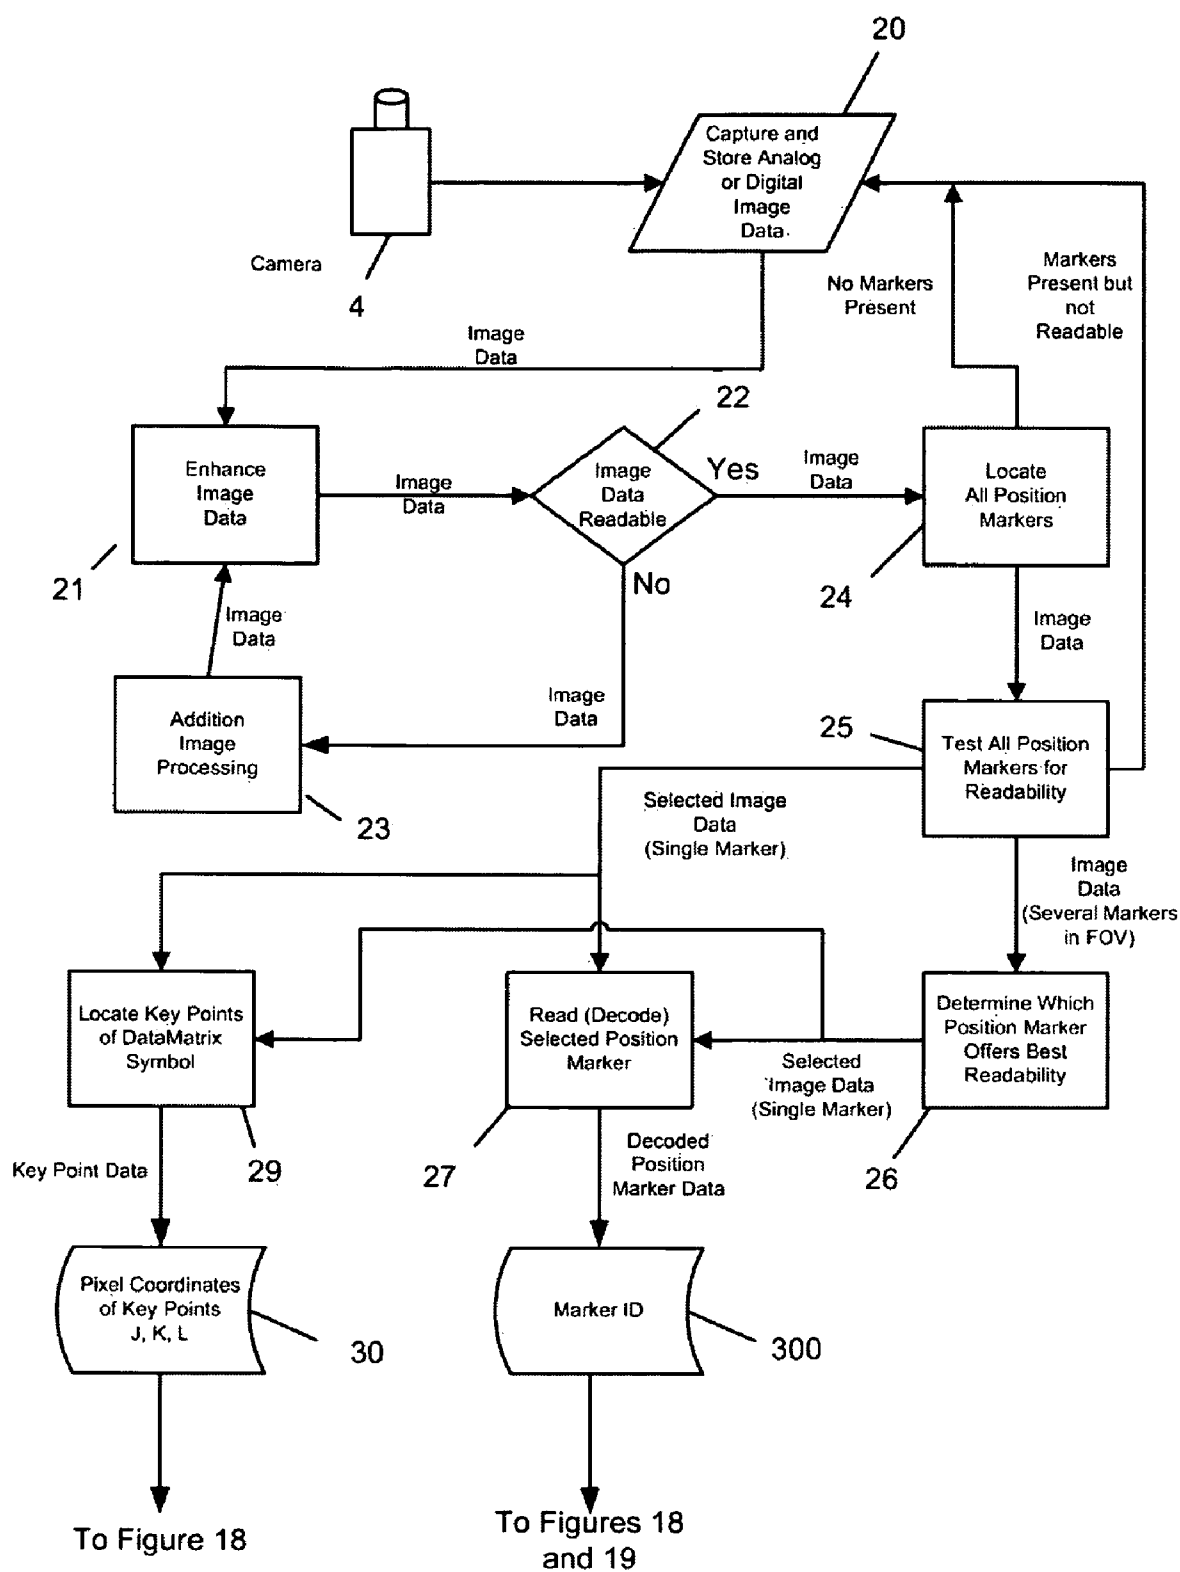 20
Capture and
Store Analog
or Digital
Image
Data
Camera
4
No Markers
Present
Markers
Present but
not
Readable
Image
Data
22
Enhance
Image
Data
21
Image
Data
Image
Data
Readable
Yes
No
Image
Data
Locate
All Position
Markers
24
Image
Data
Image
Data
Addition
Image
Processing
23
Image
Data
25
Test All Position
Markers for
Readability
Selected Image
Data
(Single Marker)
Image
Data
(Several Markers
in FOV)
Locate Key Points
of DataMatrix
Symbol
29
Read (Decode)
Selected Position
Marker
27
Selected
Image Data
(Single Marker)
Determine Which
Position Marker
Offers Best
Readability
26
Key Point Data
Decoded
Position
Marker Data
Pixel Coordinates
of Key Points
J, K, L
30
Marker ID
300
To Figure 18
To Figures 18
and 19